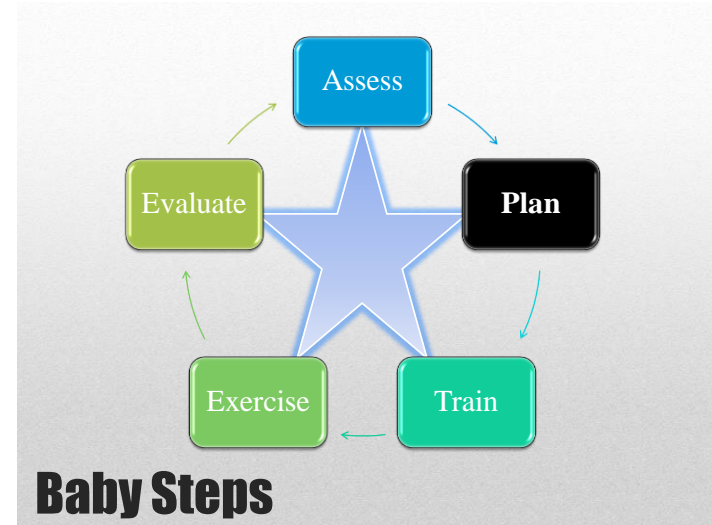 Assess
Plan
Train
Exercise
Evaluate
Baby Steps